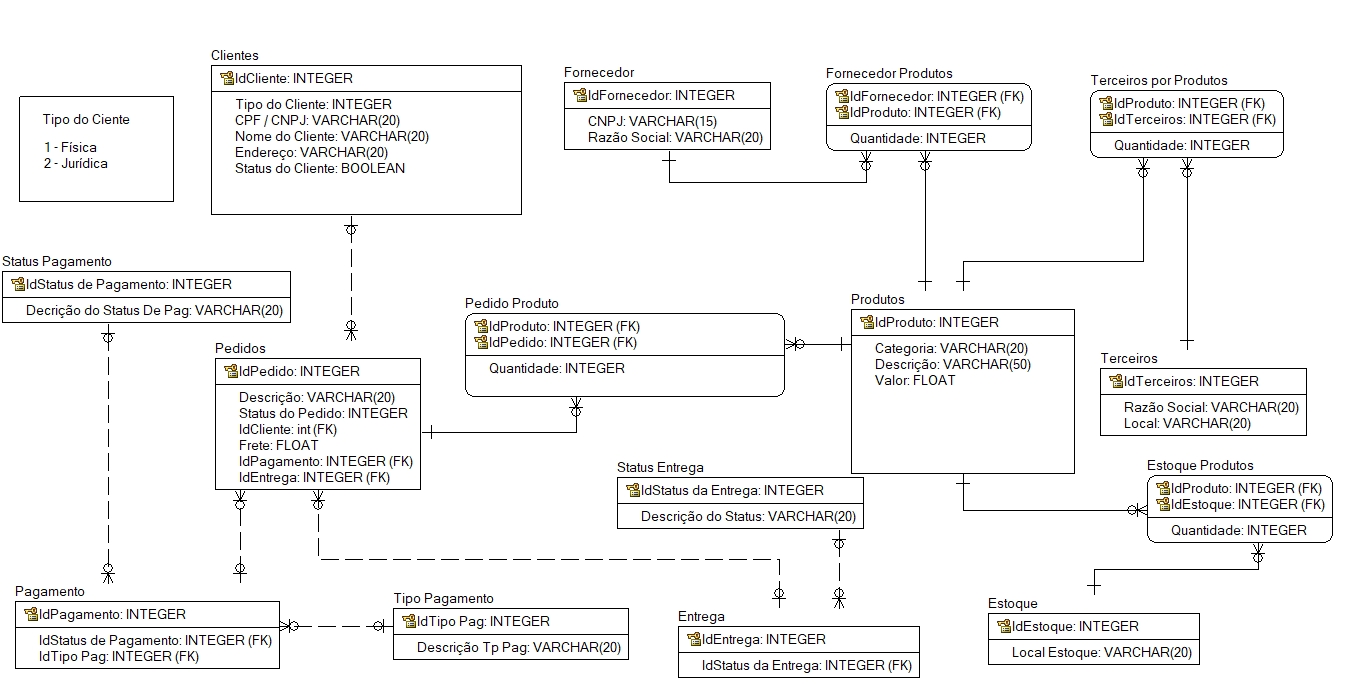 Tipo do Ciente
1 - Física
2 - Jurídica
Clientes
IdCliente: INTEGER
Tipo do Cliente: INTEGER
CPF / CNPJ: VARCHAR(20)
Nome do Cliente: VARCHAR(20)
Endereço: VARCHAR(20)
Status do Cliente: BOOLEAN
Fornecedor
IdFornecedor: INTEGER
CNPJ: VARCHAR(15)
Razão Social: VARCHAR(20)
Fornecedor Produtos
IdFornecedor: INTEGER (FK)
IdProduto: INTEGER (FK)
Quantidade: INTEGER
Terceiros por Produtos
IdProduto: INTEGER (FK)
IdTerceiros: INTEGER (FK)
Quantidade: INTEGER
Status Pagamento
IdStatus de Pagamento: INTEGER
Decrição do Status De Pag: VARCHAR(20)
Pedidos
IdPedido: INTEGER
Descrição: VARCHAR(20)
Status do Pedido: INTEGER
IdCliente: int (FK)
Frete: FLOAT
IdPagamento: INTEGER (FK)
IdEntrega: INTEGER (FK)
Pedido Produto
IdProduto: INTEGER (FK)
IdPedido: INTEGER (FK)
Quantidade: INTEGER
Produtos
IdProduto: INTEGER
Categoria: VARCHAR(20)
Descrição: VARCHAR(50)
Valor: FLOAT
Terceiros
IdTerceiros: INTEGER
Razão Social: VARCHAR(20)
Local: VARCHAR(20)
Status Entrega
IdStatus da Entrega: INTEGER
Descrição do Status: VARCHAR(20)
Estoque Produtos
IdProduto: INTEGER (FK)
IdEstoque: INTEGER (FK)
Quantidade: INTEGER
Pagamento
IdPagamento: INTEGER
IdStatus de Pagamento: INTEGER (FK)
IdTipo Pag: INTEGER (FK)
Tipo Pagamento
IdTipo Pag: INTEGER
Descrição Tp Pag: VARCHAR(20)
Entrega
IdEntrega: INTEGER
IdStatus da Entrega: INTEGER (FK)
Estoque
IdEstoque: INTEGER
Local Estoque: VARCHAR(20)